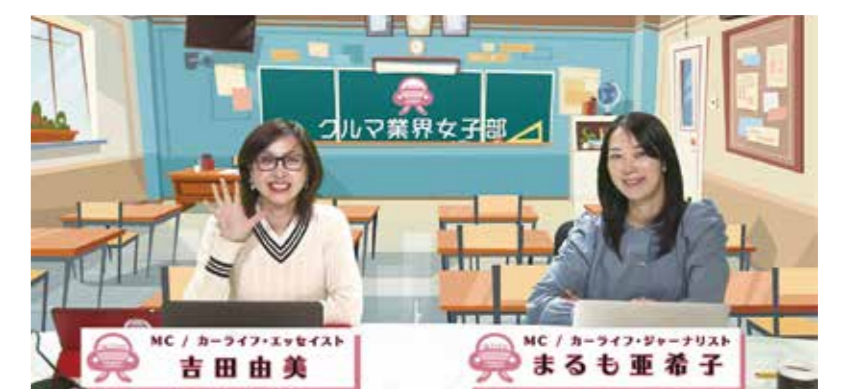 クルマ業界女子部
MC / カーライフ・エッセイスト
吉田由美
MC / カーライフ・ジャーナリスト
まるも亜希子